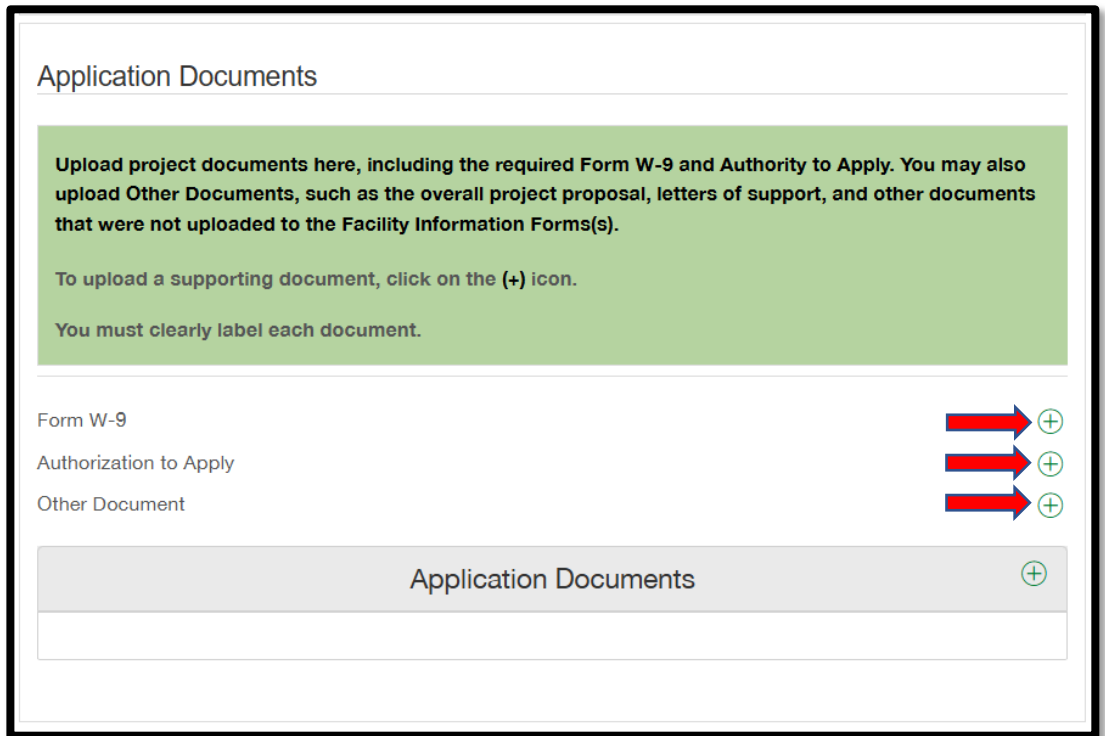 Application Documents
Upload project documents here, including the required Form W-9 and Authority to Apply. You may also
upload Other Documents, such as the overall project proposal, letters of support, and other documents
that were not uploaded to the Facility Information Forms(s).
To upload a supporting document, click on the (+) icon.
You must clearly label each document.
Form W-9
Authorization to Apply
Other Document
Application Documents